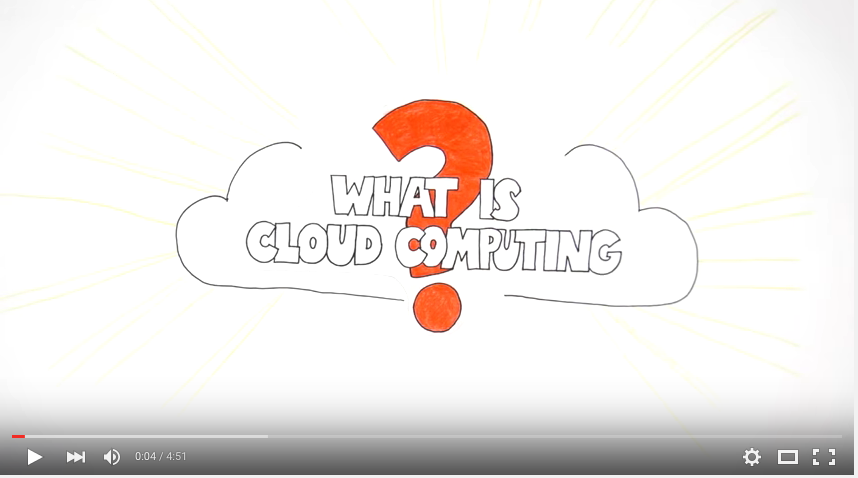 WHAT IS
CLOUD COMPUTING
?
0:04 / 4:51